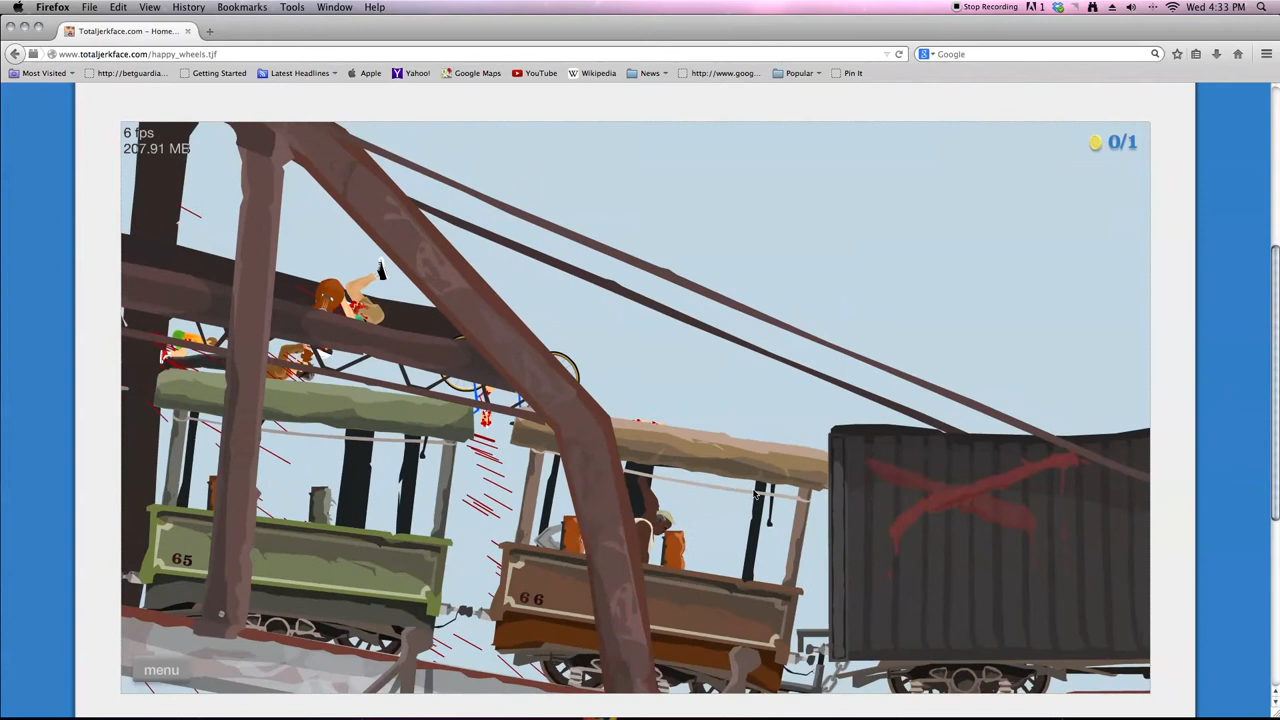 Firefox File Edit View History Bookmarks Tools Window Help Stop Recording 1 Wed 4:33 PM
Totaljerkface.com - Home...
www.totaljerkface.com/happy_wheels.tjf Google
Most Visited http://betguardia... Getting Started Latest Headlines Apple Yahoo! Google Maps YouTube Wikipedia News http://www.goog... Popular Pin It
6 fps
207.91 MB
0/1
65
66
menu